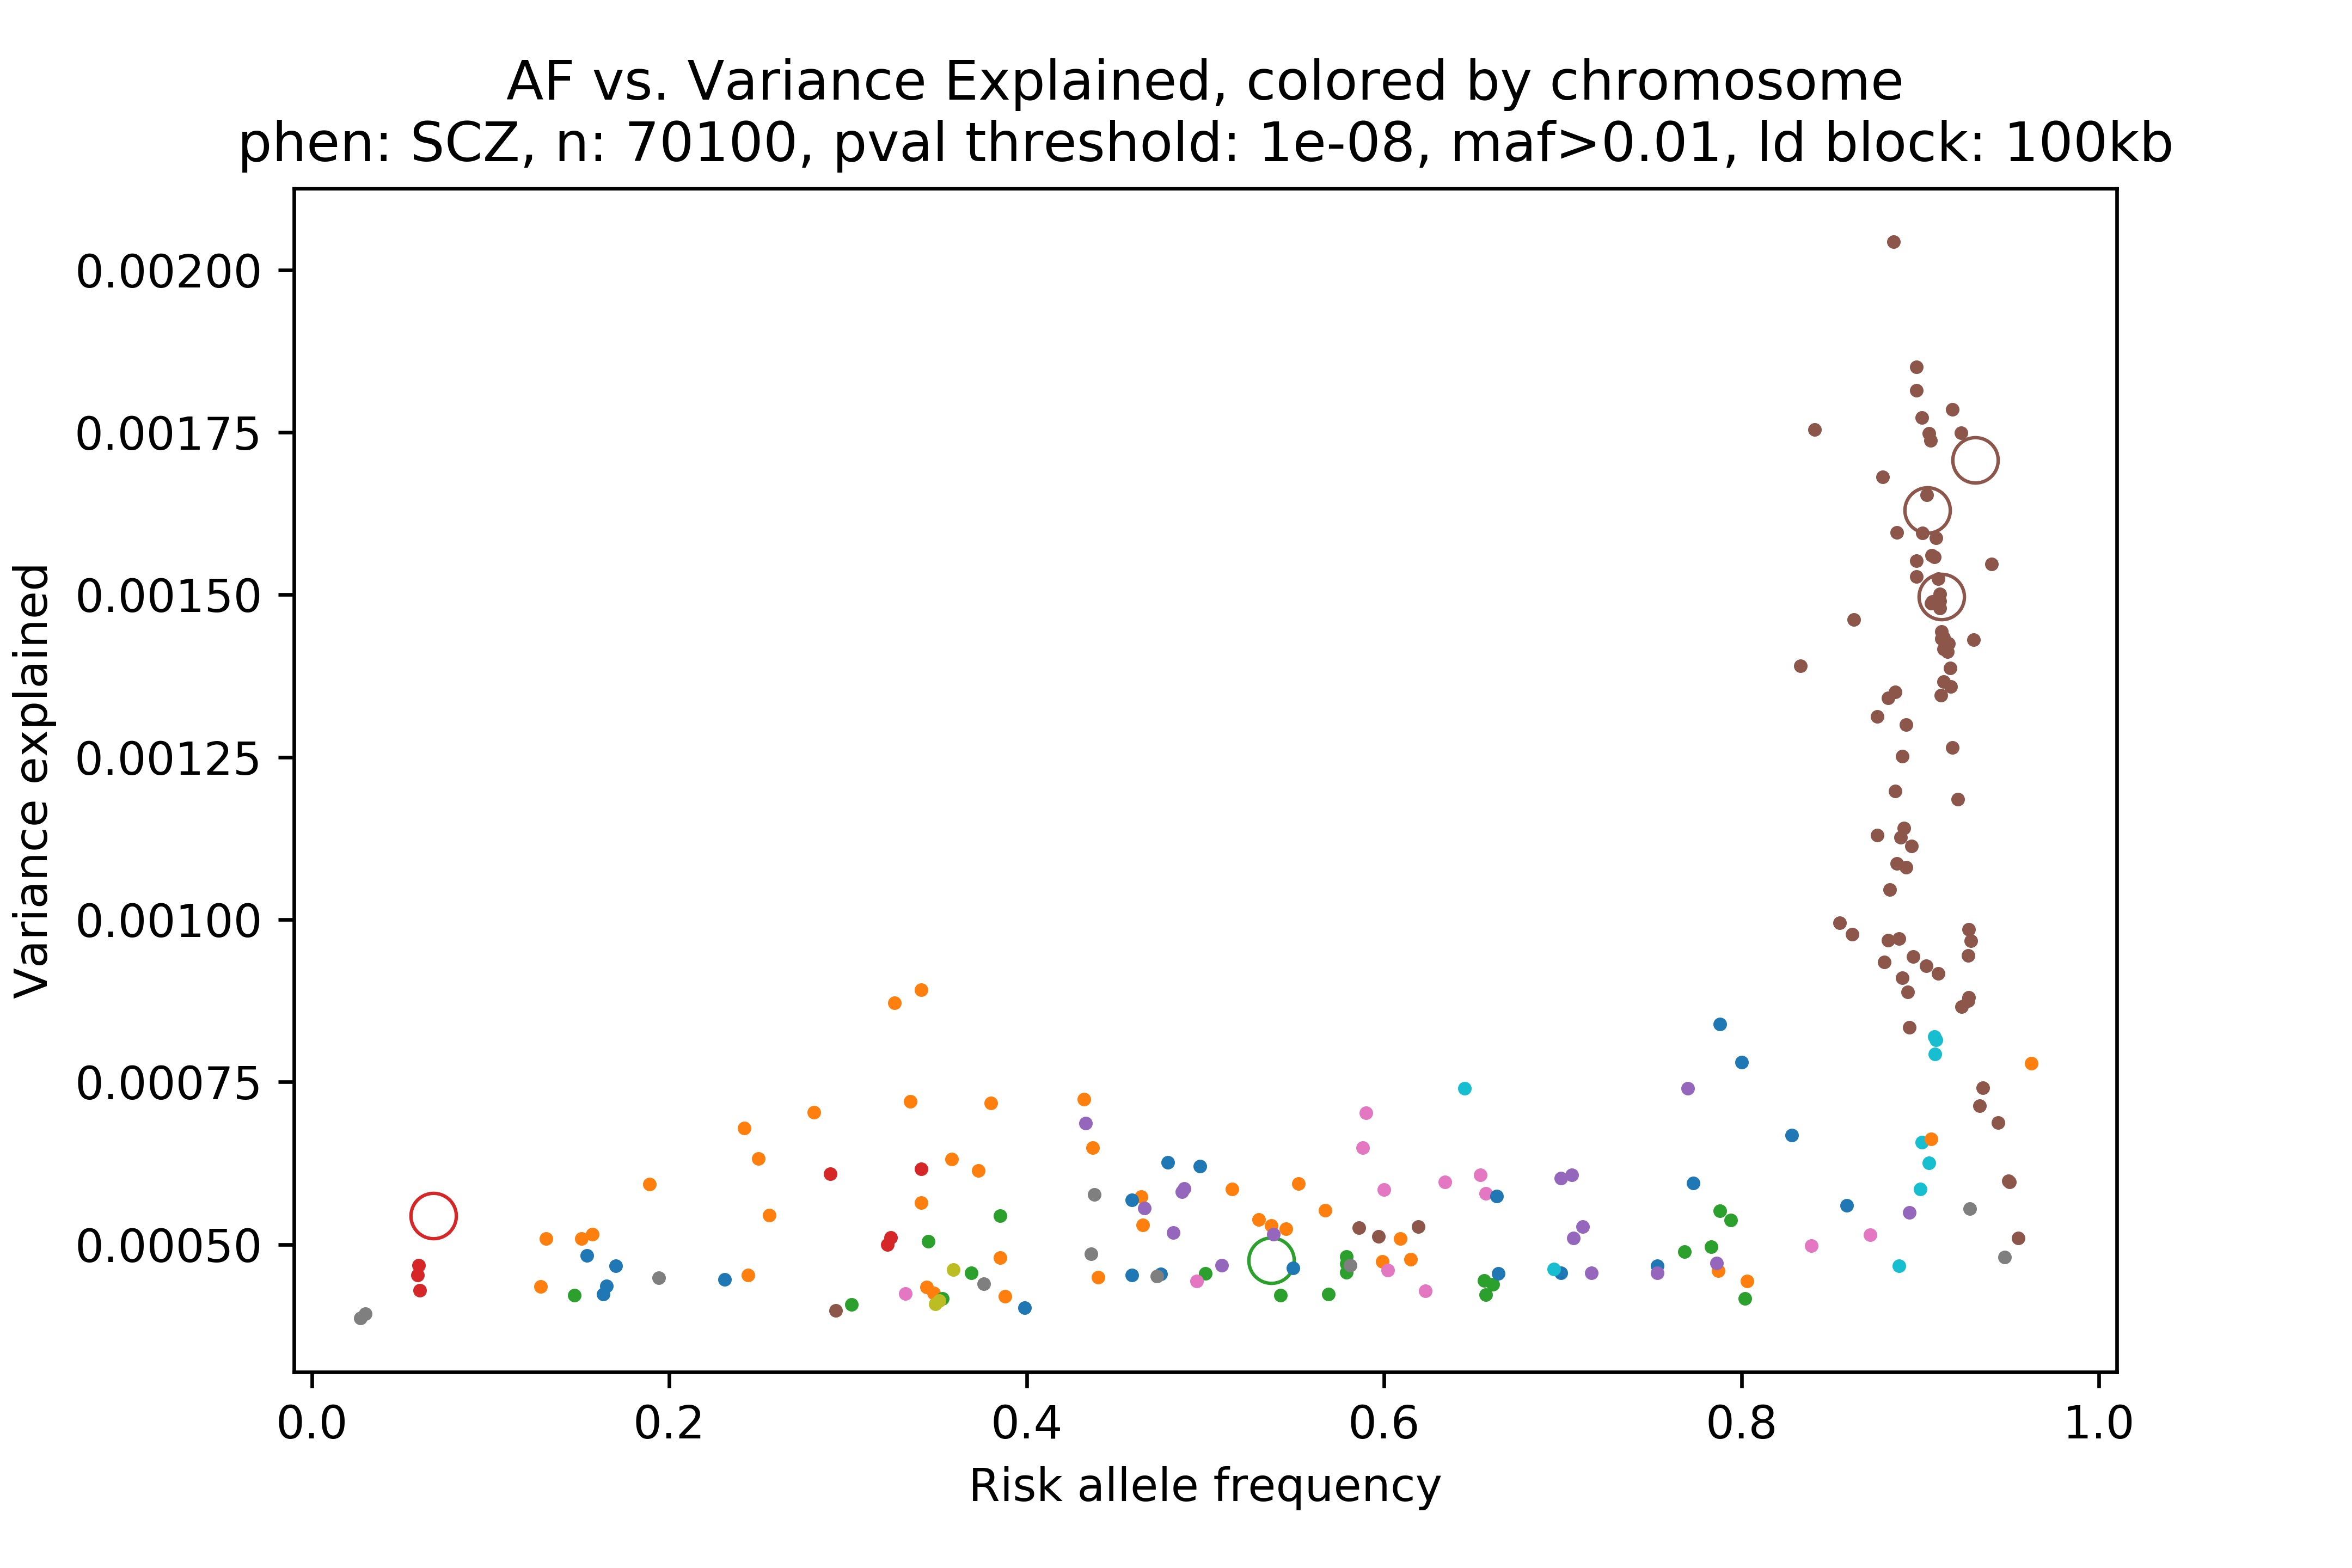 AF vs. Variance Explained, colored by chromosome
phen: SCZ, n: 70100, pval threshold: 1e-08, maf>0.01, ld block: 100kb
Variance explained
0.00200
0.00175
0.00150
0.00125
0.00100
0.00075
0.00050
0.0 0.2 0.4 0.6 0.8 1.0
Risk allele frequency